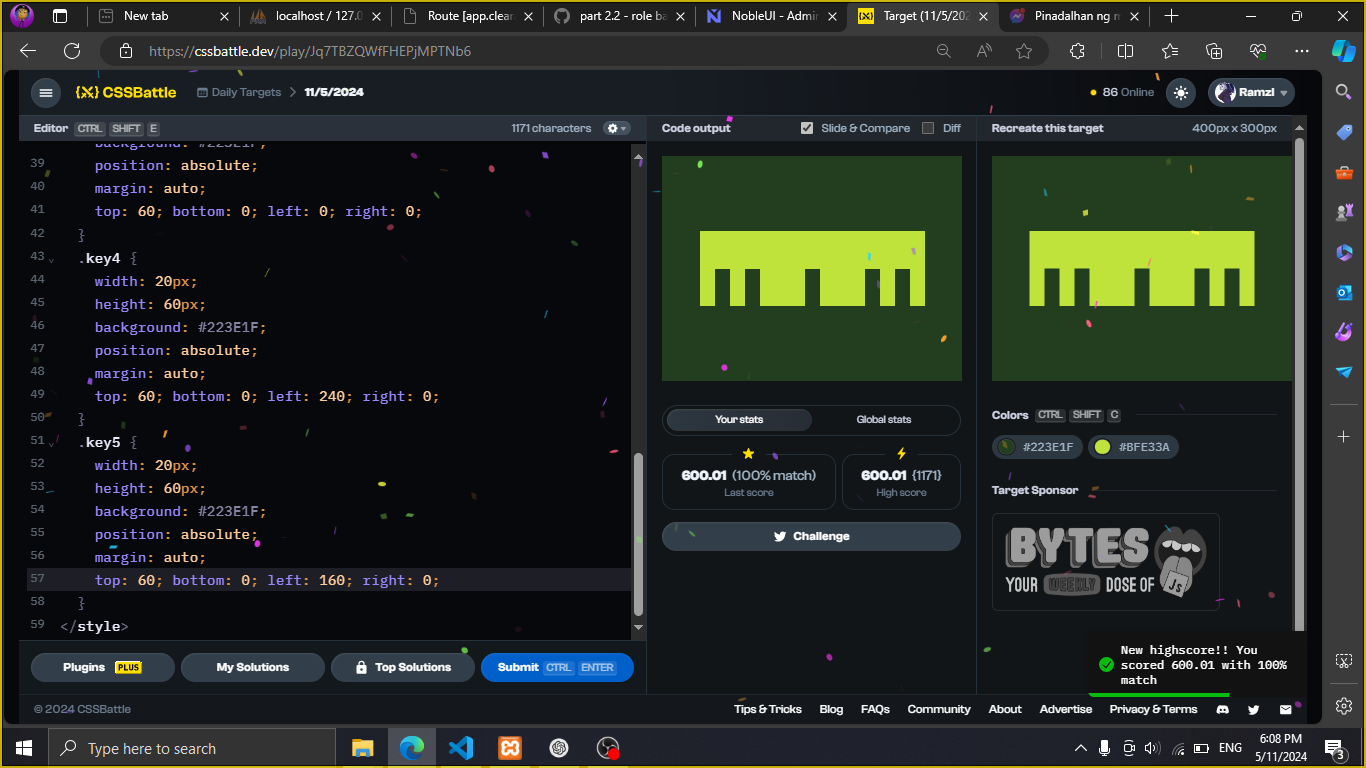 New tab
localhost / 127.0
Route [app.clean
part 2.2 - role ba
NobleUI - Admin
Target (11/5/202
Pinadalhan ng m
https://cssbattle.dev/play/Jq7TBZQWfFHEPjMPTNb6
{X} CSSBattle
Daily Targets > 11/5/2024
86 Online
Ramzl
Editor CTRL SHIFT E
1171 characters
Code output
Slide & Compare
Diff
Recreate this target
400px x 300px
background: #223E1F;
39 position: absolute;
40 margin: auto;
41 top: 60; bottom: 0; left: 0; right: 0;
42 }
43 .key4 {
44 width: 20px;
45 height: 60px;
46 background: #223E1F;
47 position: absolute;
48 margin: auto;
49 top: 60; bottom: 0; left: 240; right: 0;
50 }
51 .key5 {
52 width: 20px;
53 height: 60px;
54 background: #223E1F;
55 position: absolute;
56 margin: auto;
57 top: 60; bottom: 0; left: 160; right: 0;
58 }
59 </style>
Your stats
Global stats
600.01 (100% match)
Last score
600.01 {1171}
High score
Challenge
Colors CTRL SHIFT C
#223E1F
#BFE33A
Target Sponsor
BYTES
YOUR WEEKLY DOSE OF
JS
New highscore!! You
scored 600.01 with 100%
match
Plugins PLUS
My Solutions
Top Solutions
Submit CTRL ENTER
© 2024 CSSBattle
Tips & Tricks
Blog
FAQs
Community
About
Advertise
Privacy & Terms
Type here to search
ENG
6:08 PM
5/11/2024
3